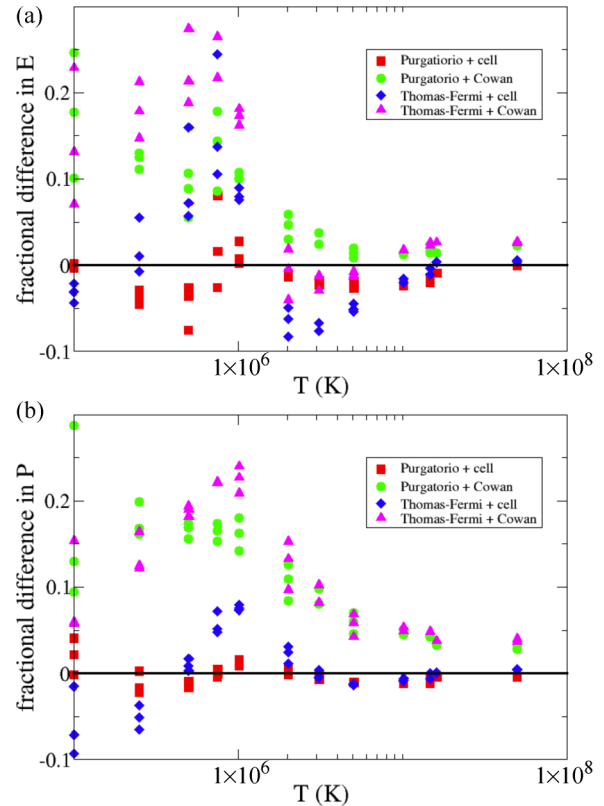 (a)
fractional difference in E
0.2
0.1
0
-0.1
Purgatiorio + cell
Purgatorio + Cowan
Thomas-Fermi + cell
Thomas-Fermi + Cowan
1×10⁶
1×10⁸
T (K)
(b)
fractional difference in P
0.2
0.1
0
-0.1
Purgatorio + cell
Purgatorio + Cowan
Thomas-Fermi + cell
Thomas-Fermi + Cowan
1×10⁶
1×10⁸
T (K)